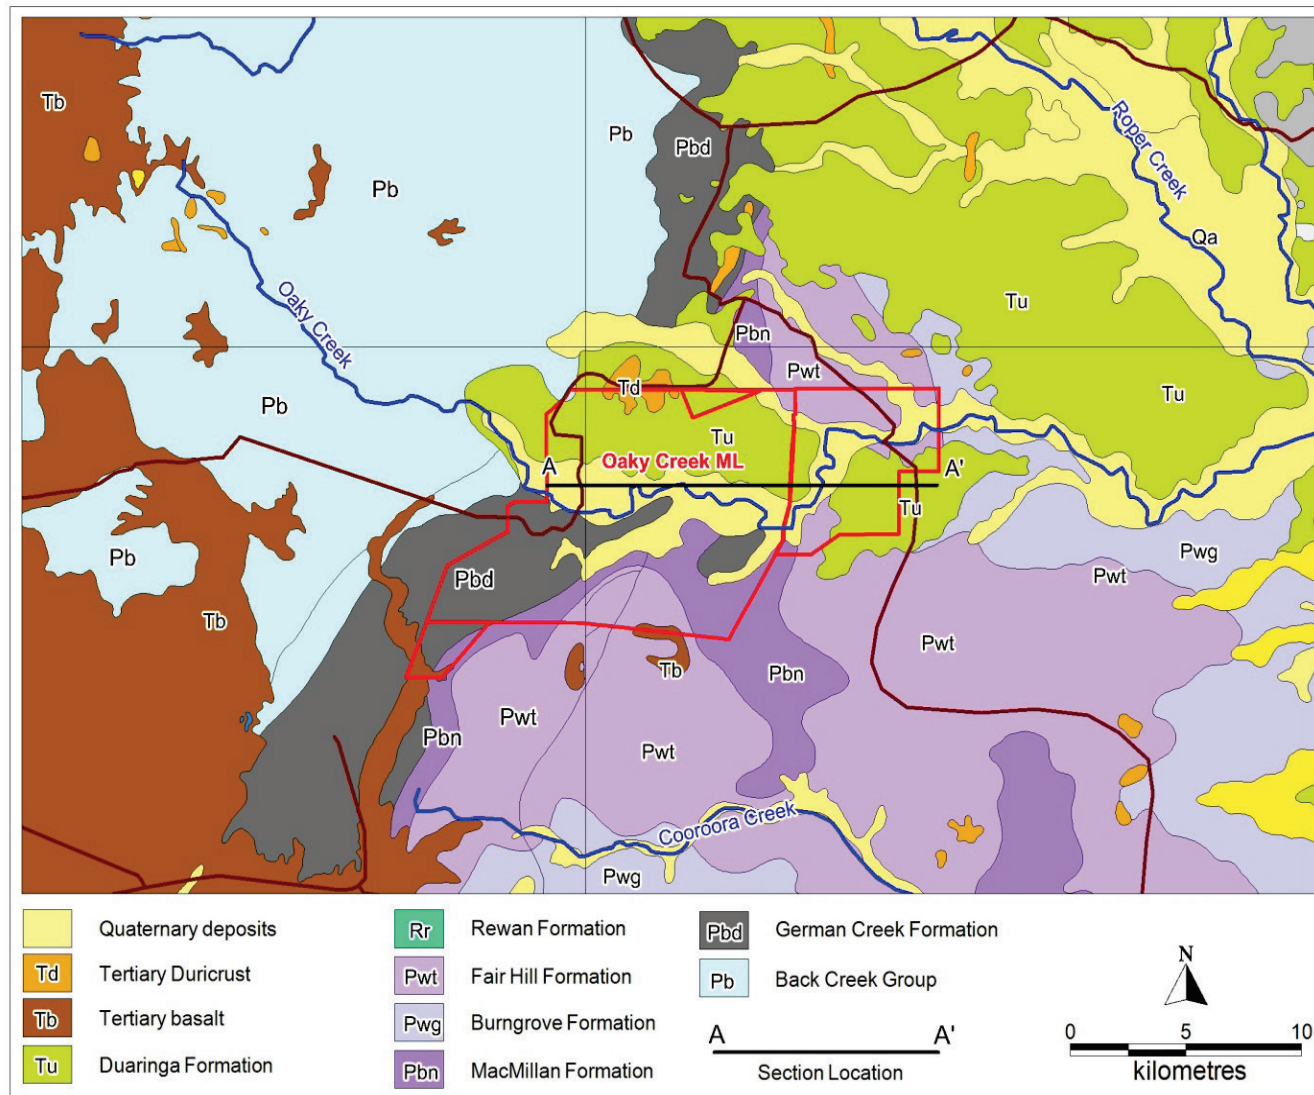 Tb
Pb
Pbd
Roper Creek
Pb
Qa
Oaky Creek
Tu
Pbn
Pwt
Td
Tu
Pb
Tu
A
Oaky Creek ML
A'
Tu
Pwg
Pb
Pbd
Pwt
Tb
Pwt
Tb
Pbn
Pwt
Pbn
Pwt
Cooroora Creek
Pwg
Quaternary deposits
Td Tertiary Duricrust
Tb Tertiary basalt
Tu Duaringa Formation
Rr Rewan Formation
Pwt Fair Hill Formation
Pwg Burngrove Formation
Pbn MacMillan Formation
Pbd German Creek Formation
Pb Back Creek Group
A A'
Section Location
N
0 5 10
kilometres